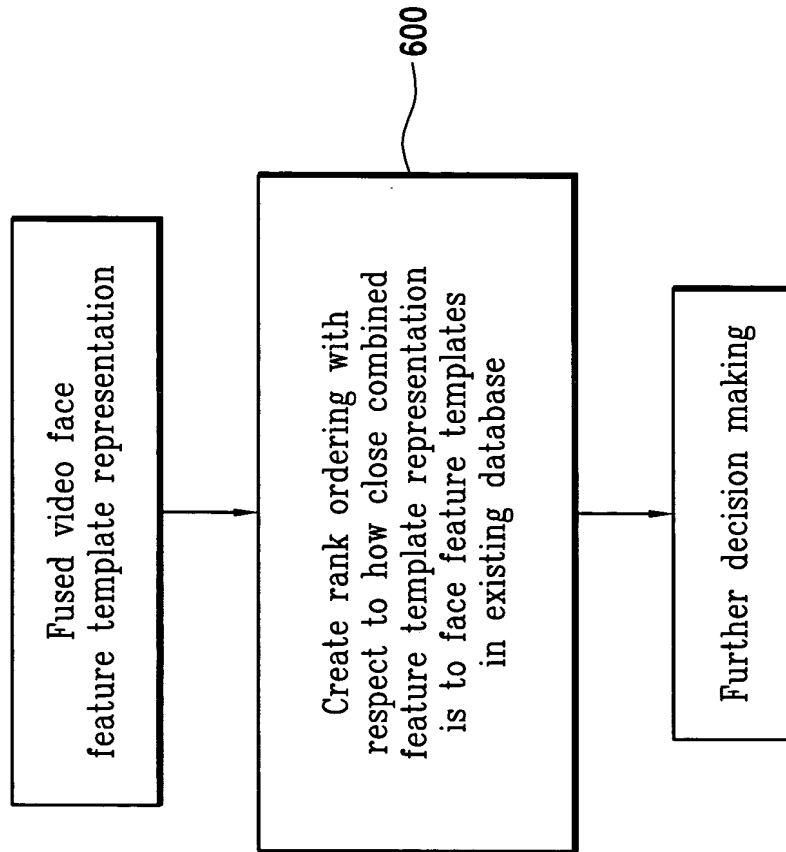 Fused video face
feature template representation
Create rank ordering with
respect to how close combined
feature template representation
is to face feature templates
in existing database
600
Further decision making